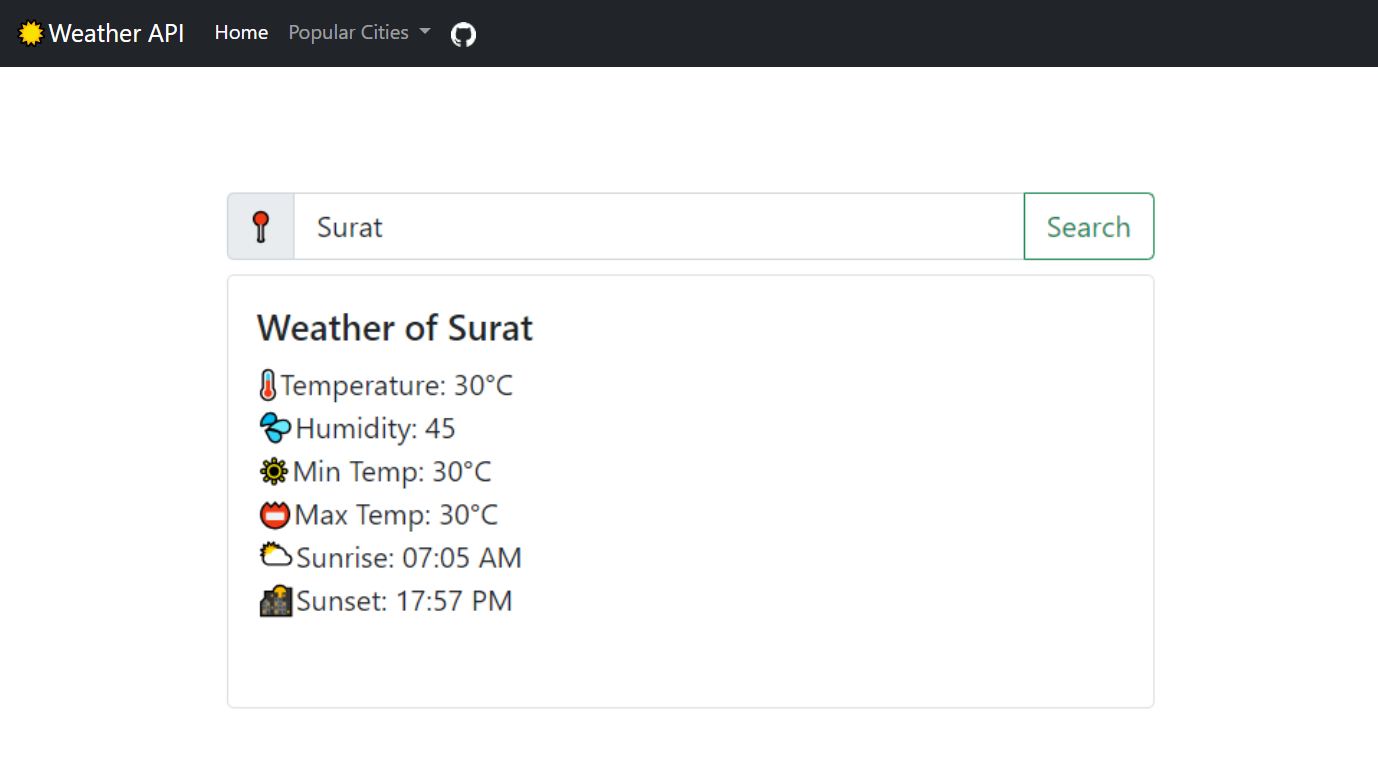 Weather API Home Popular Cities
Surat Search
Weather of Surat
Temperature: 30°C
Humidity: 45
Min Temp: 30°C
Max Temp: 30°C
Sunrise: 07:05 AM
Sunset: 17:57 PM